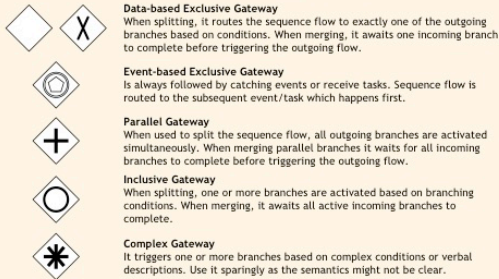 Data-based Exclusive Gateway
When splitting, it routes the sequence flow to exactly one of the outgoing
branches based on conditions. When merging, it awaits one incoming branch
to complete before triggering the outgoing flow.
Event-based Exclusive Gateway
Is always followed by catching events or receive tasks. Sequence flow is
routed to the subsequent event/task which happens first.
Parallel Gateway
When used to split the sequence flow, all outgoing branches are activated
simultaneously. When merging parallel branches it waits for all incoming
branches to complete before triggering the outgoing flow.
Inclusive Gateway
When splitting, one or more branches are activated based on branching
conditions. When merging, it awaits all active incoming branches to
complete.
Complex Gateway
It triggers one or more branches based on complex conditions or verbal
descriptions. Use it sparingly as the semantics might not be clear.